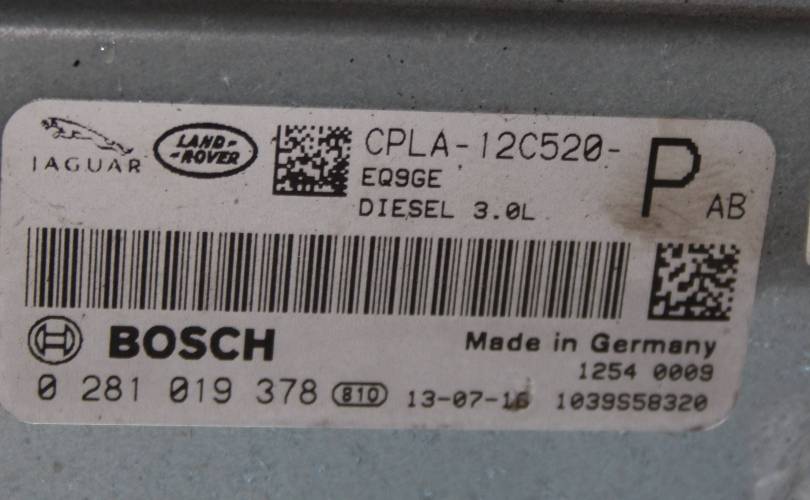 JAGUAR
LAND-
-ROVER
CPLA-12C520-
P
AB
EQ9GE
DIESEL 3.0L
BOSCH
Made in Germany
1254 0009
0 281 019 378 810 13-07-16 1039S58320